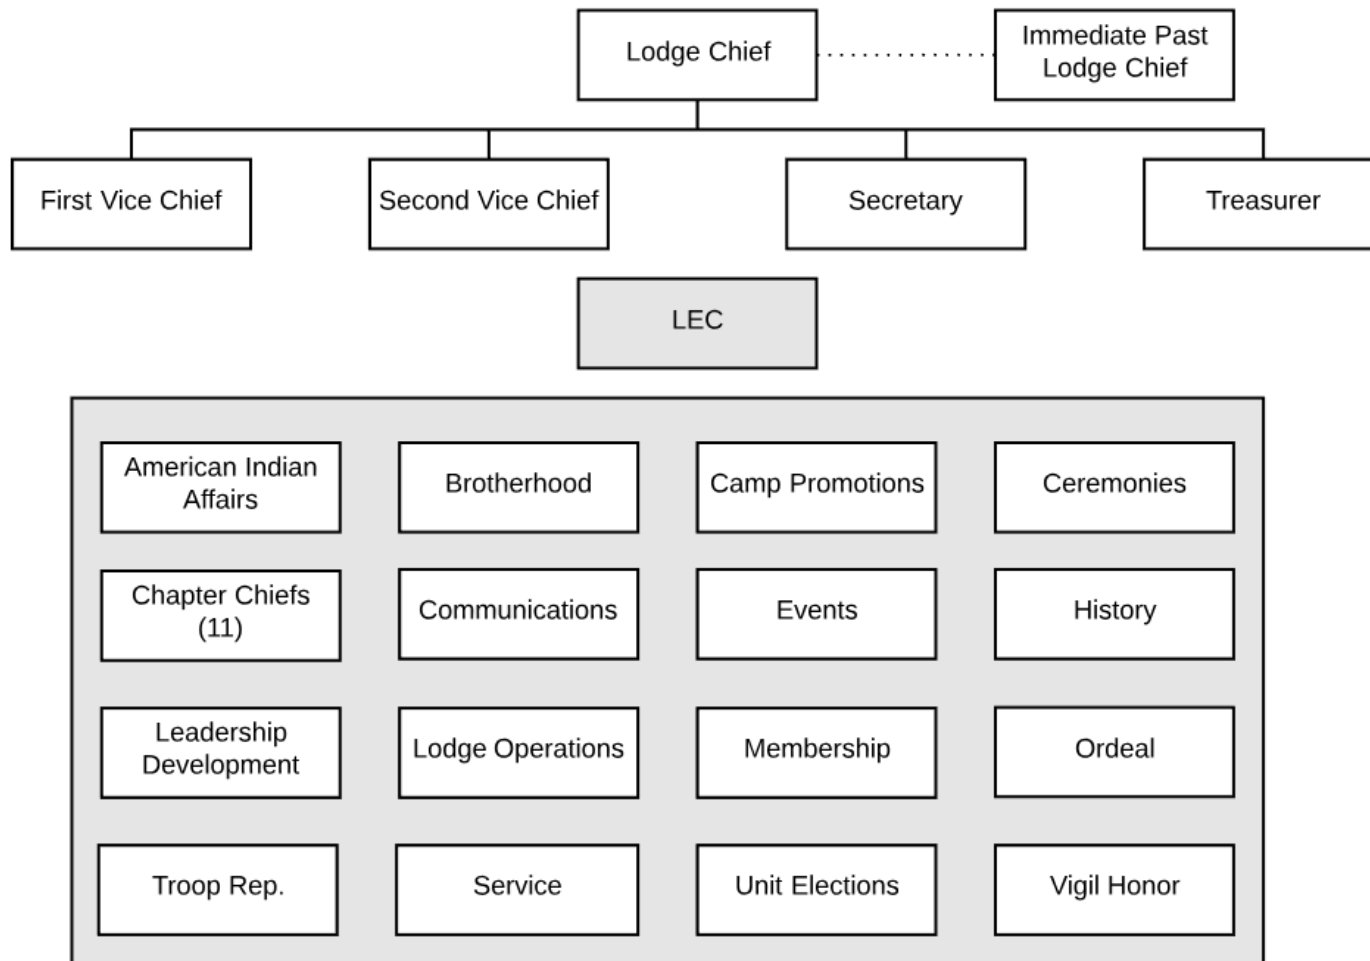 Lodge Chief
Immediate Past
Lodge Chief
First Vice Chief
Second Vice Chief
Secretary
Treasurer
LEC
American Indian
Affairs
Brotherhood
Camp Promotions
Ceremonies
Chapter Chiefs
(11)
Communications
Events
History
Leadership
Development
Lodge Operations
Membership
Ordeal
Troop Rep.
Service
Unit Elections
Vigil Honor